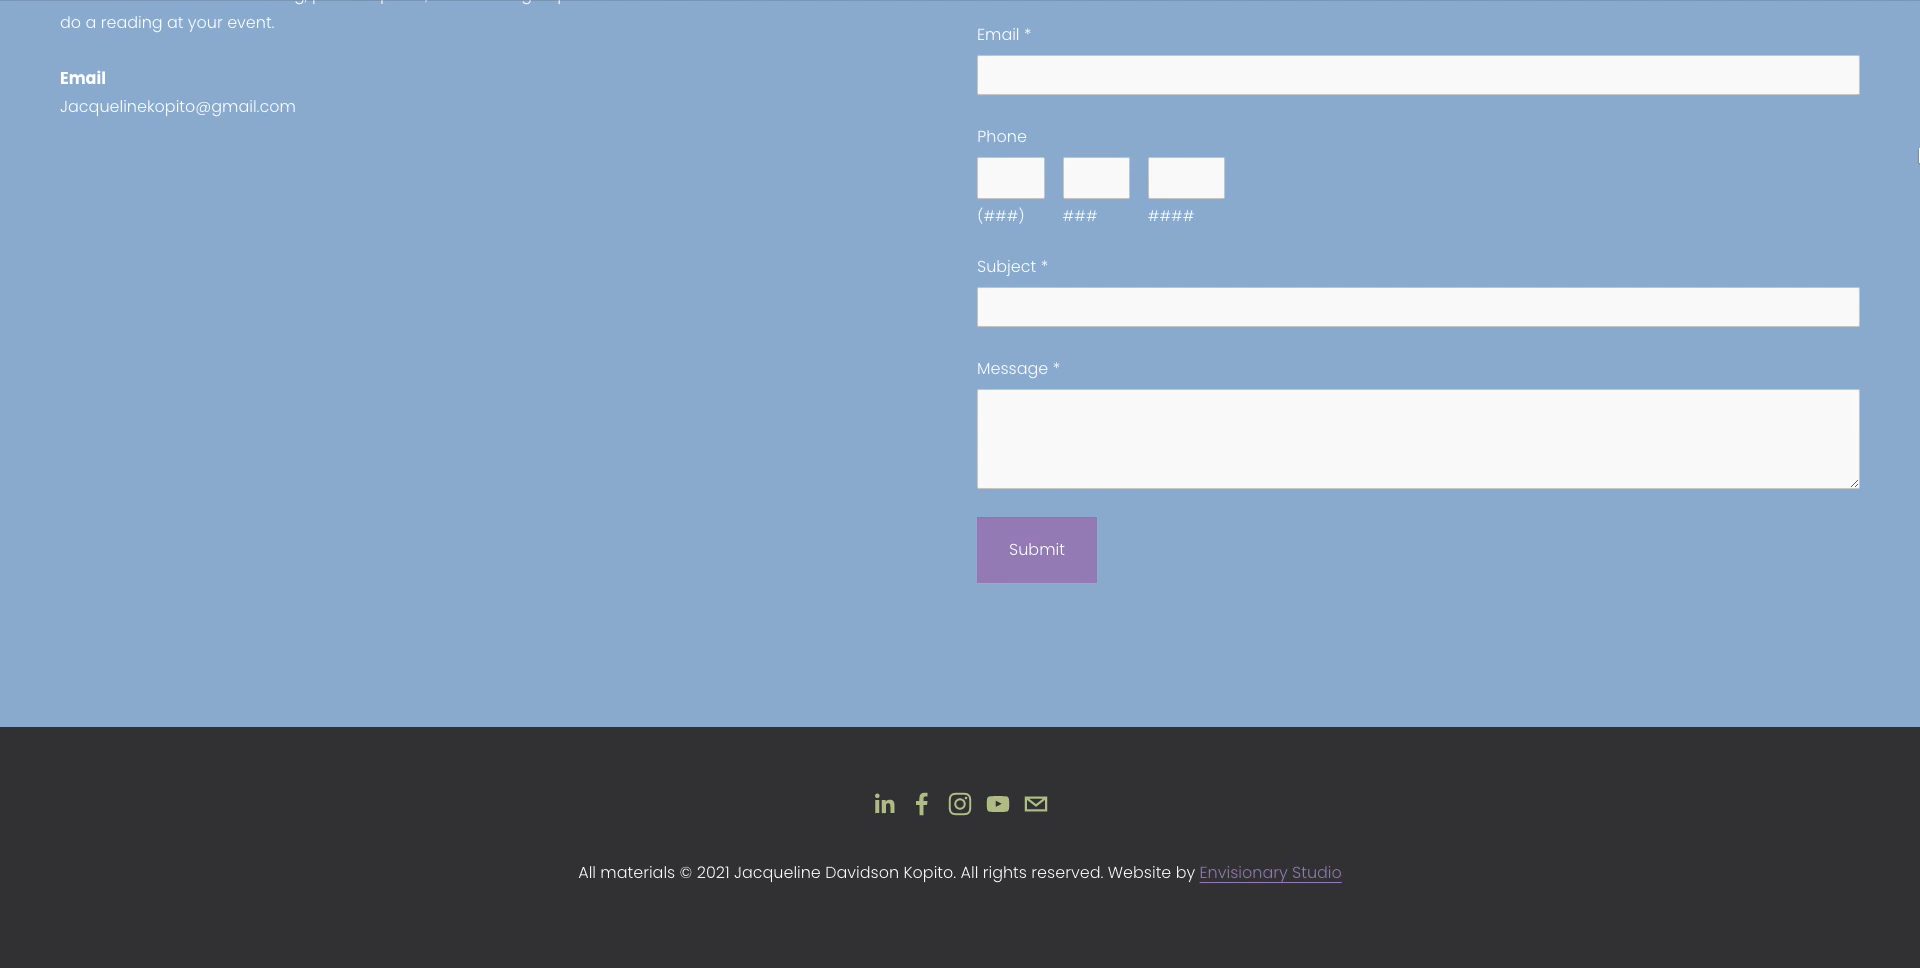 do a reading at your event.
Email
Jacquelinekopito@gmail.com
Email *
Phone
(###) ### ####
Subject *
Message *
Submit
All materials © 2021 Jacqueline Davidson Kopito. All rights reserved. Website by Envisionary Studio